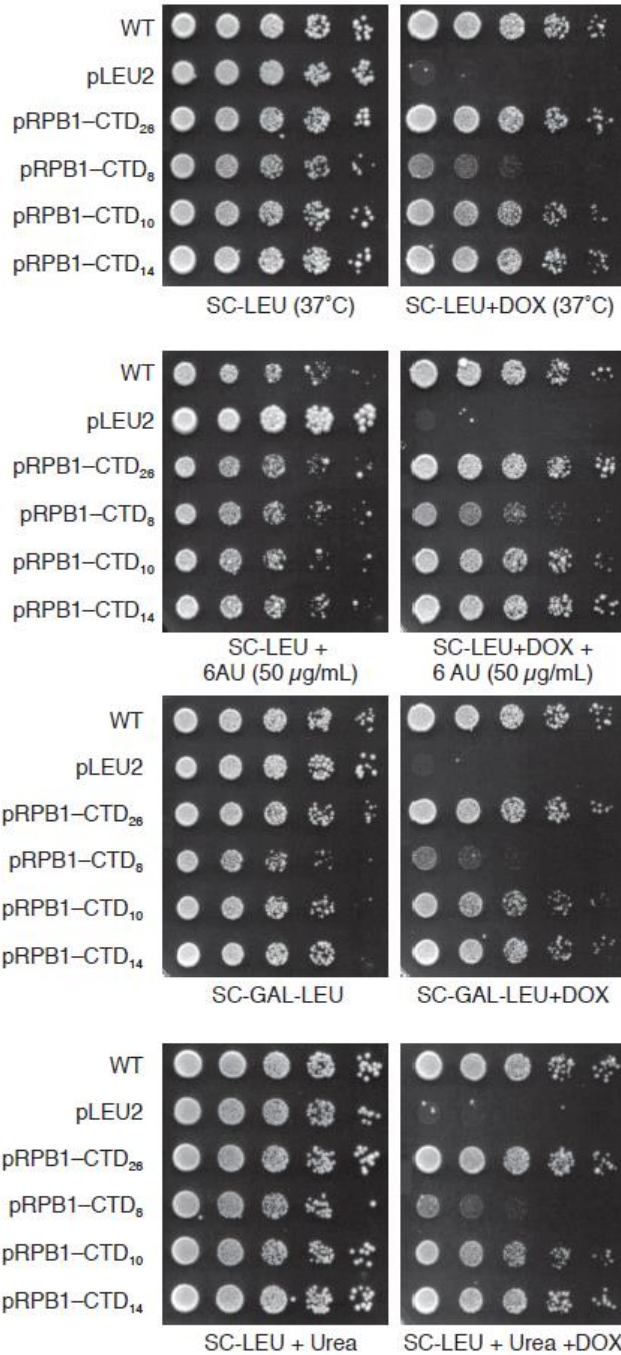 WT
pLEU2
pRPB1–CTD₂₆
pRPB1–CTD₈
pRPB1–CTD₁₀
pRPB1–CTD₁₄
SC-LEU (37°C) SC-LEU+DOX (37°C)
WT
pLEU2
pRPB1–CTD₂₆
pRPB1–CTD₈
pRPB1–CTD₁₀
pRPB1–CTD₁₄
SC-LEU + SC-LEU+DOX +
6AU (50 µg/mL) 6 AU (50 µg/mL)
WT
pLEU2
pRPB1–CTD₂₆
pRPB1–CTD₈
pRPB1–CTD₁₀
pRPB1–CTD₁₄
SC-GAL-LEU SC-GAL-LEU+DOX
WT
pLEU2
pRPB1–CTD₂₆
pRPB1–CTD₈
pRPB1–CTD₁₀
pRPB1–CTD₁₄
SC-LEU + Urea SC-LEU + Urea +DOX